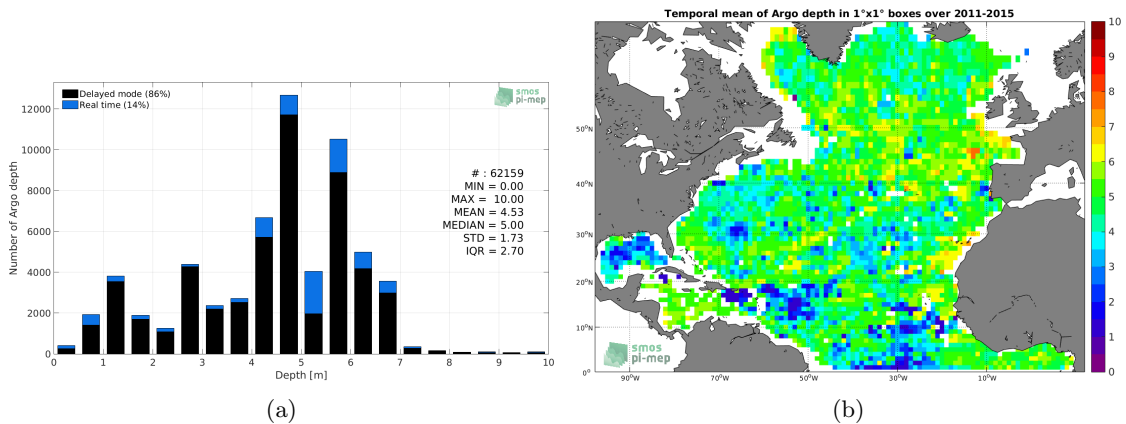 Delayed mode (86%)
Real time (14%)
smos
pi-mep
Number of Argo depth
12000
10000
8000
6000
4000
2000
0
# : 62159
MIN = 0.00
MAX = 10.00
MEAN = 4.53
MEDIAN = 5.00
STD = 1.73
IQR = 2.70
0 1 2 3 4 5 6 7 8 9 10
Depth [m]
(a)
Temporal mean of Argo depth in 1°x1° boxes over 2011-2015
50°N
40°N
30°N
20°N
10°N
0°
90°W 70°W 50°W 30°W 10°W
smos
pi-mep
10
9
8
7
6
5
4
3
2
1
0
(b)